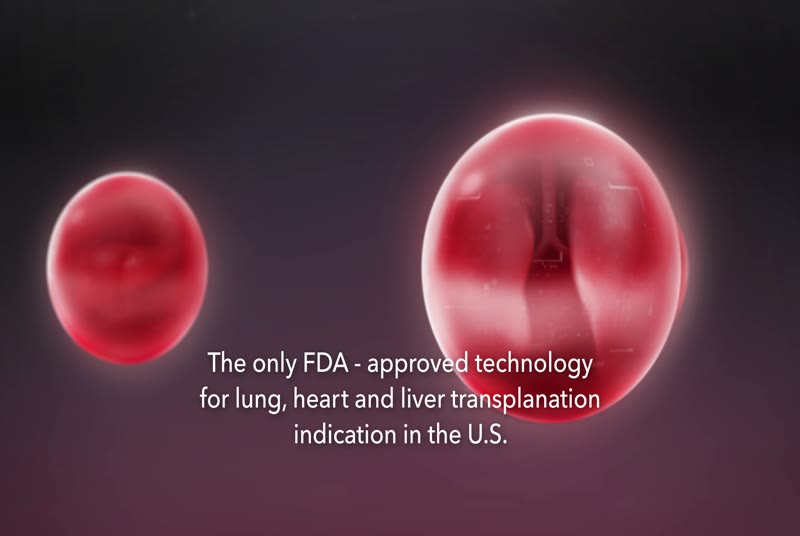 The only FDA - approved technology
for lung, heart and liver transplanation
indication in the U.S.